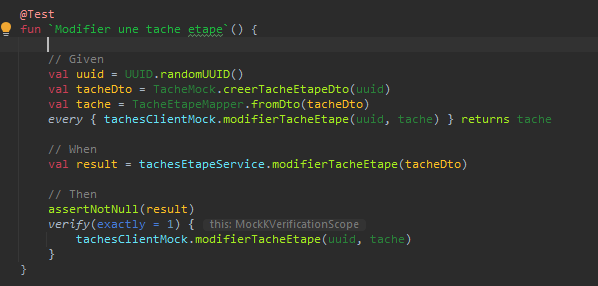 @Test
fun `Modifier une tache etape`() {
// Given
val uuid = UUID.randomUUID()
val tacheDto = TacheMock.creerTacheEtapeDto(uuid)
val tache = TacheEtapeMapper.fromDto(tacheDto)
every { tachesClientMock.modifierTacheEtape(uuid, tache) } returns tache
// When
val result = tachesEtapeService.modifierTacheEtape(tacheDto)
// Then
assertNotNull(result)
verify(exactly = 1) { this: MockKVerificationScope
tachesClientMock.modifierTacheEtape(uuid, tache)
}
}